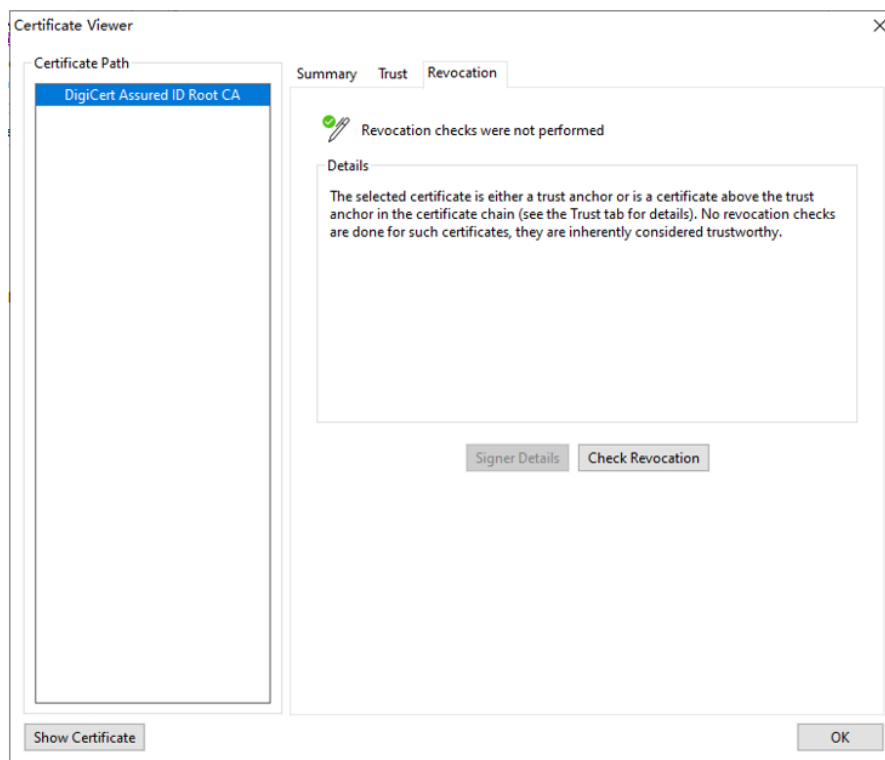 Certificate Viewer
Certificate Path
DigiCert Assured ID Root CA
Summary Trust Revocation
Revocation checks were not performed
Details
The selected certificate is either a trust anchor or is a certificate above the trust
anchor in the certificate chain (see the Trust tab for details). No revocation checks
are done for such certificates, they are inherently considered trustworthy.
Signer Details Check Revocation
Show Certificate OK